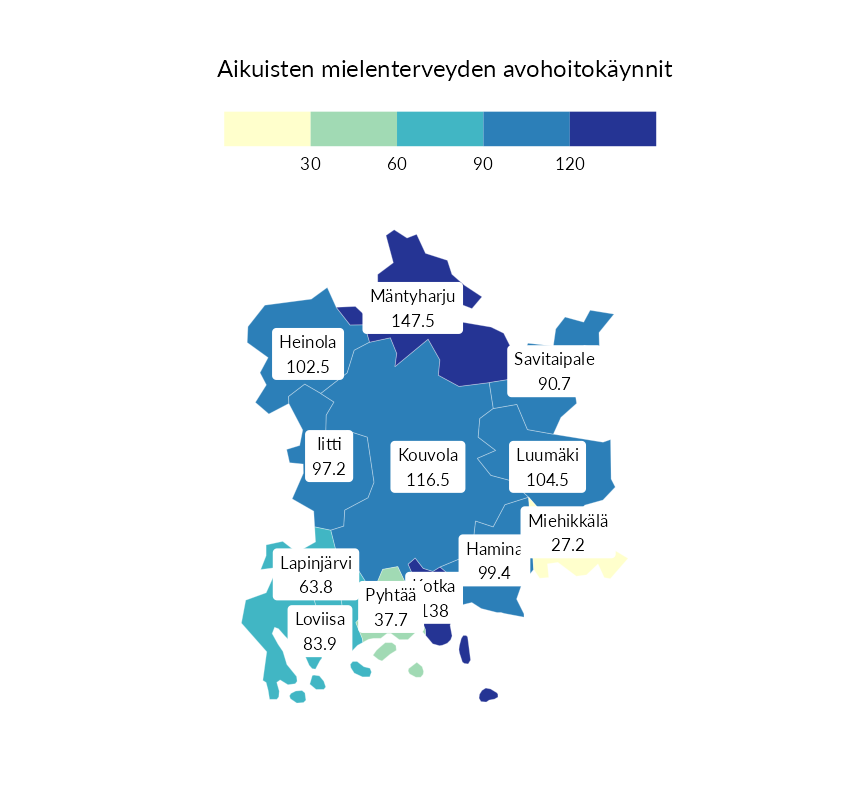 Aikuisten mielenterveyden avohoitokäynnit
30 60 90 120
Mäntyharju
147.5
Heinola
102.5
Savitaipale
90.7
Iitti
97.2
Kouvola
116.5
Luumäki
104.5
Miehikkälä
27.2
Hamina
99.4
Lapinjärvi
63.8
Kotka
138
Pyhtää
37.7
Loviisa
83.9